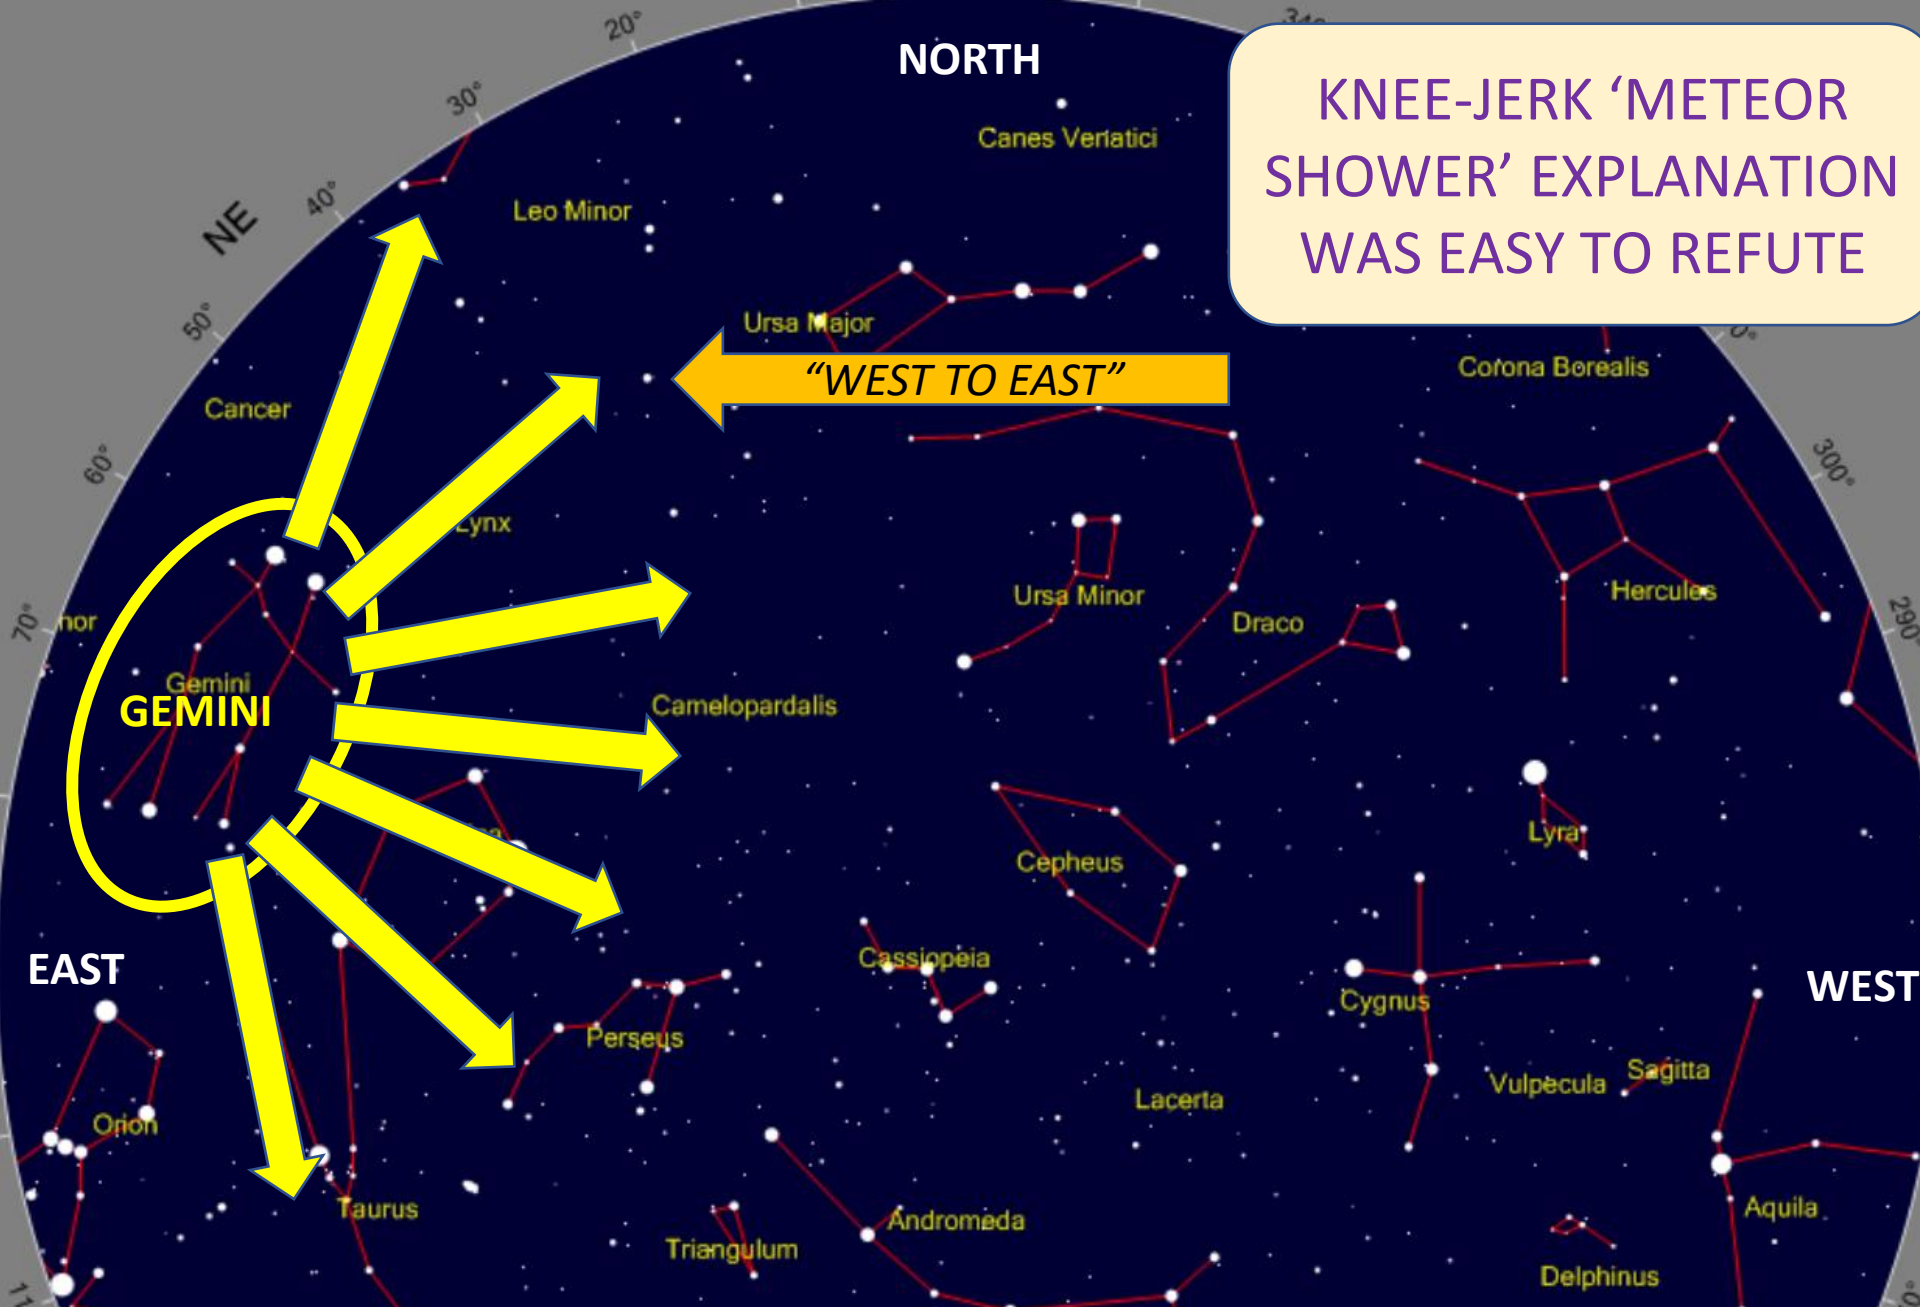 20°
NORTH
340°
30°
Canes Venatici
KNEE-JERK ‘METEOR
SHOWER’ EXPLANATION
WAS EASY TO REFUTE
NE
40°
Leo Minor
50°
Ursa Major
“WEST TO EAST”
Corona Borealis
Cancer
60°
300°
Lynx
Ursa Minor
Hercules
290°
70°
nor
Draco
Gemini
GEMINI
Camelopardalis
Lyra
Cepheus
Cassiopeia
EAST
WEST
Cygnus
Perseus
Sagitta
Vulpecula
Lacerta
Orion
Taurus
Andromeda
Aquila
Triangulum
Delphinus